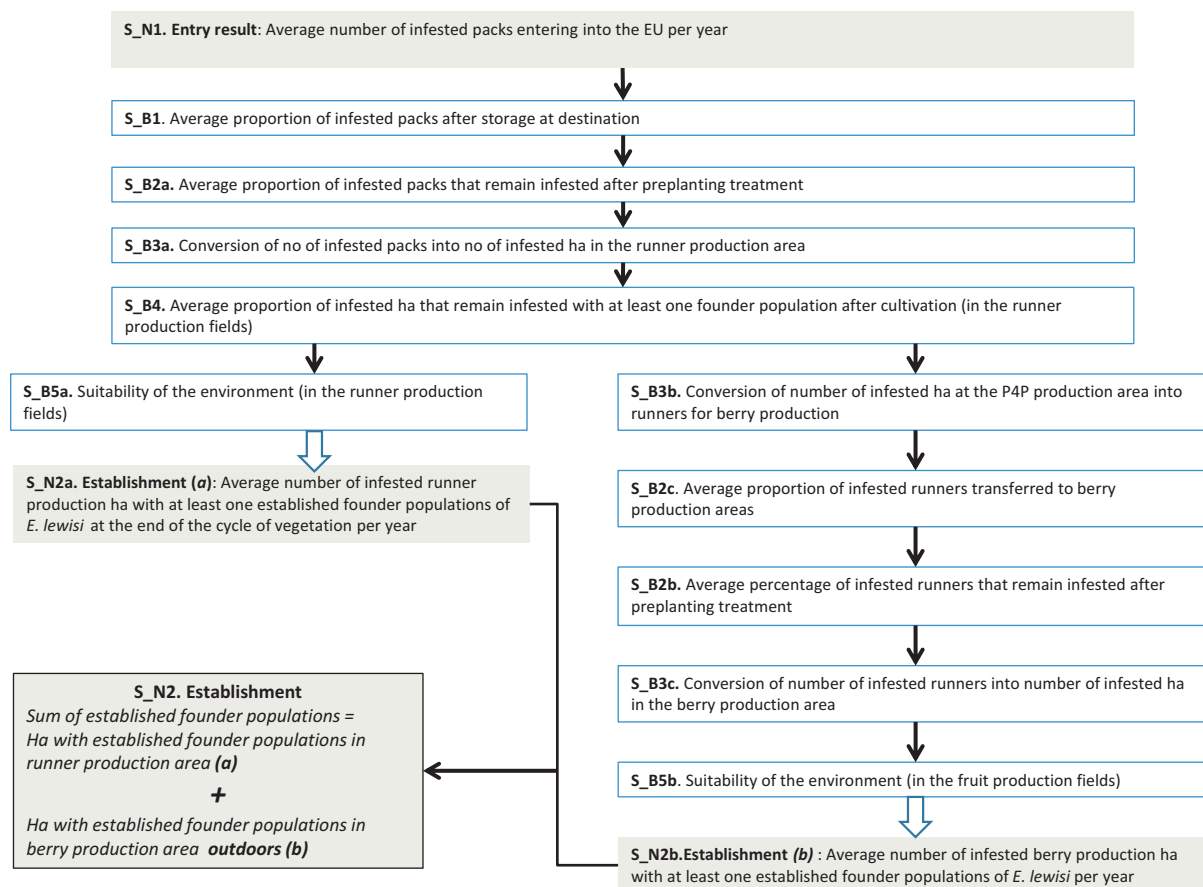 S_N1. Entry result: Average number of infested packs entering into the EU per year
S_B1. Average proportion of infested packs after storage at destination
S_B2a. Average proportion of infested packs that remain infested after preplanting treatment
S_B3a. Conversion of no of infested packs into no of infested ha in the runner production area
S_B4. Average proportion of infested ha that remain infested with at least one founder population after cultivation (in the runner
production fields)
S_B5a. Suitability of the environment (in the runner production
fields)
S_N2a. Establishment (a): Average number of infested runner
production ha with at least one established founder populations of
E. lewisi at the end of the cycle of vegetation per year
S_B3b. Conversion of number of infested ha at the P4P production area into
runners for berry production
S_B2c. Average proportion of infested runners transferred to berry
production areas
S_B2b. Average percentage of infested runners that remain infested after
preplanting treatment
S_B3c. Conversion of number of infested runners into number of infested ha
in the berry production area
S_B5b. Suitability of the environment (in the fruit production fields)
S_N2b.Establishment (b) : Average number of infested berry production ha
with at least one established founder populations of E. lewisi per year
S_N2. Establishment
Sum of established founder populations =
Ha with established founder populations in
runner production area (a)
+
Ha with established founder populations in
berry production area outdoors (b)